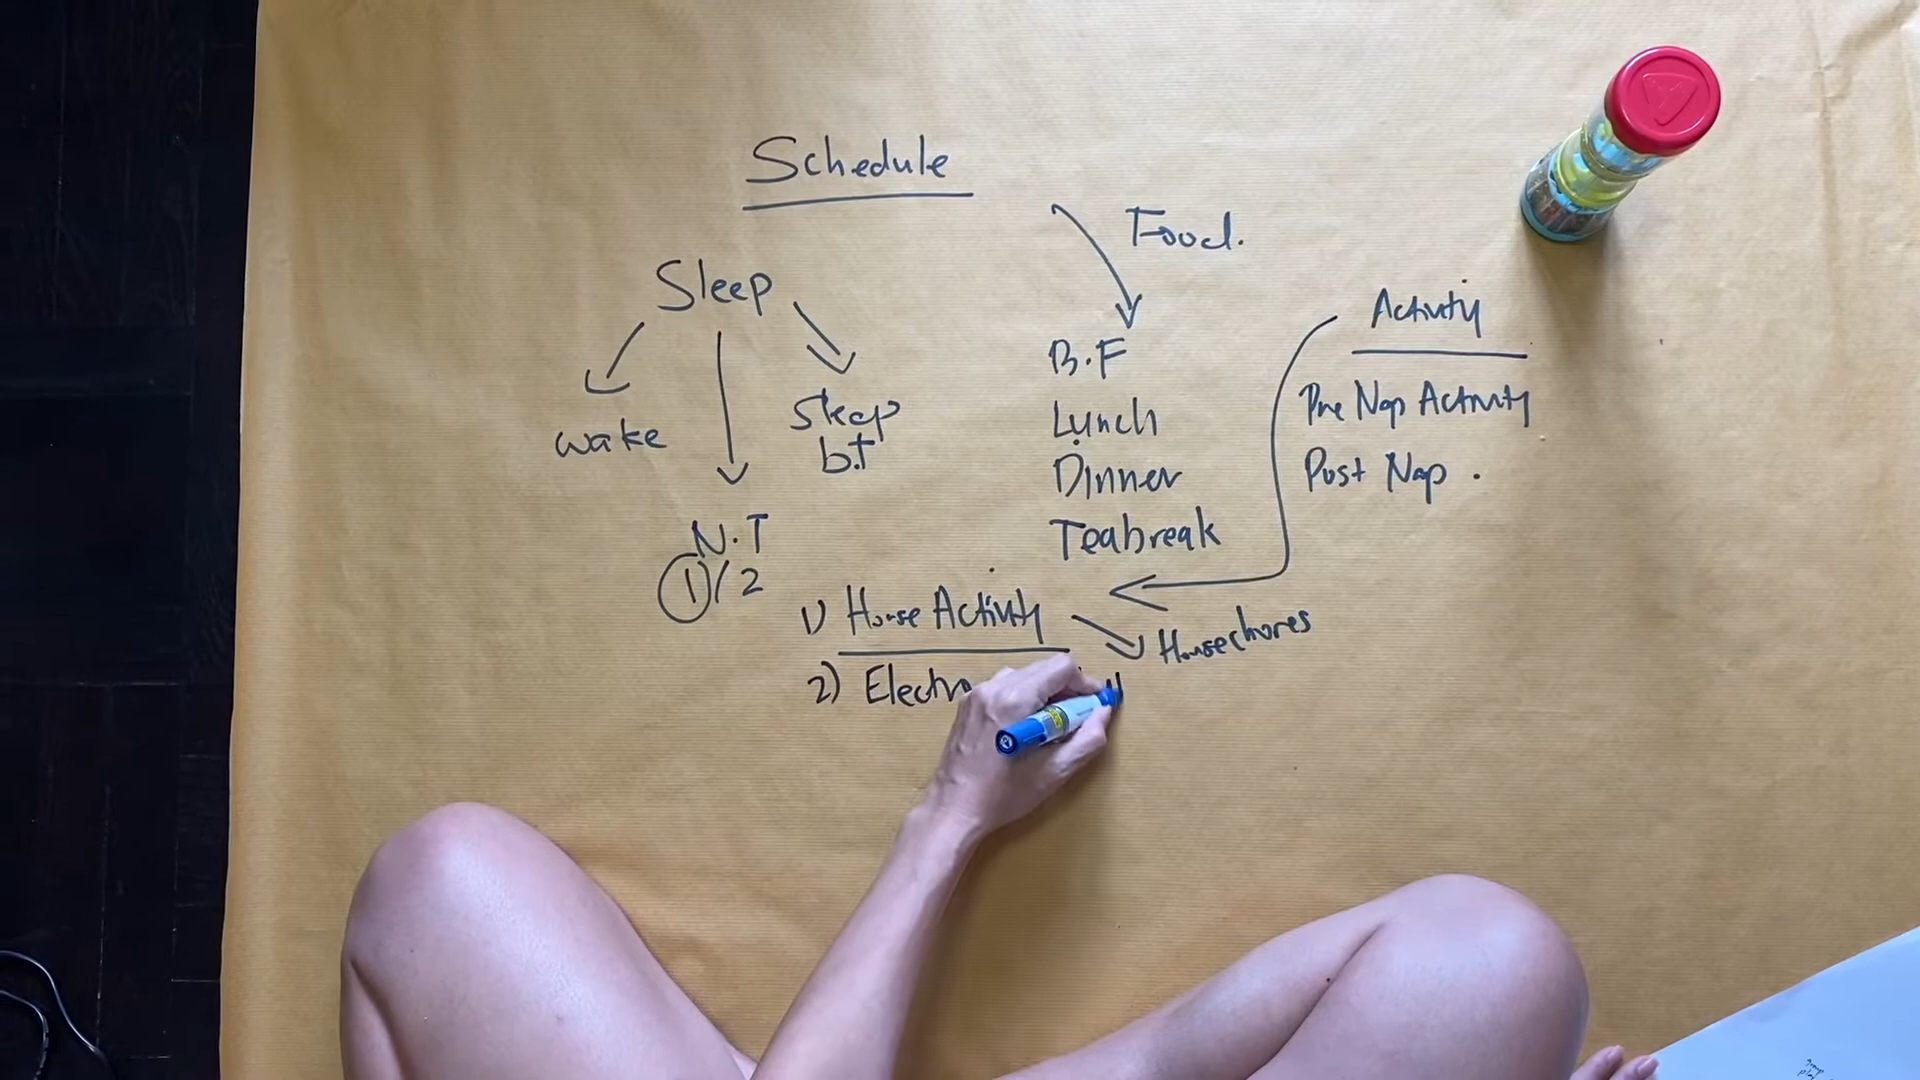 Schedule
Sleep
wake
N.T
1/2
Sleep
b.t
Food.
B.F
Lunch
Dinner
Teabreak
Activity
Pre Nap Activity
Post Nap.
1) House Activity
Housechores
2)